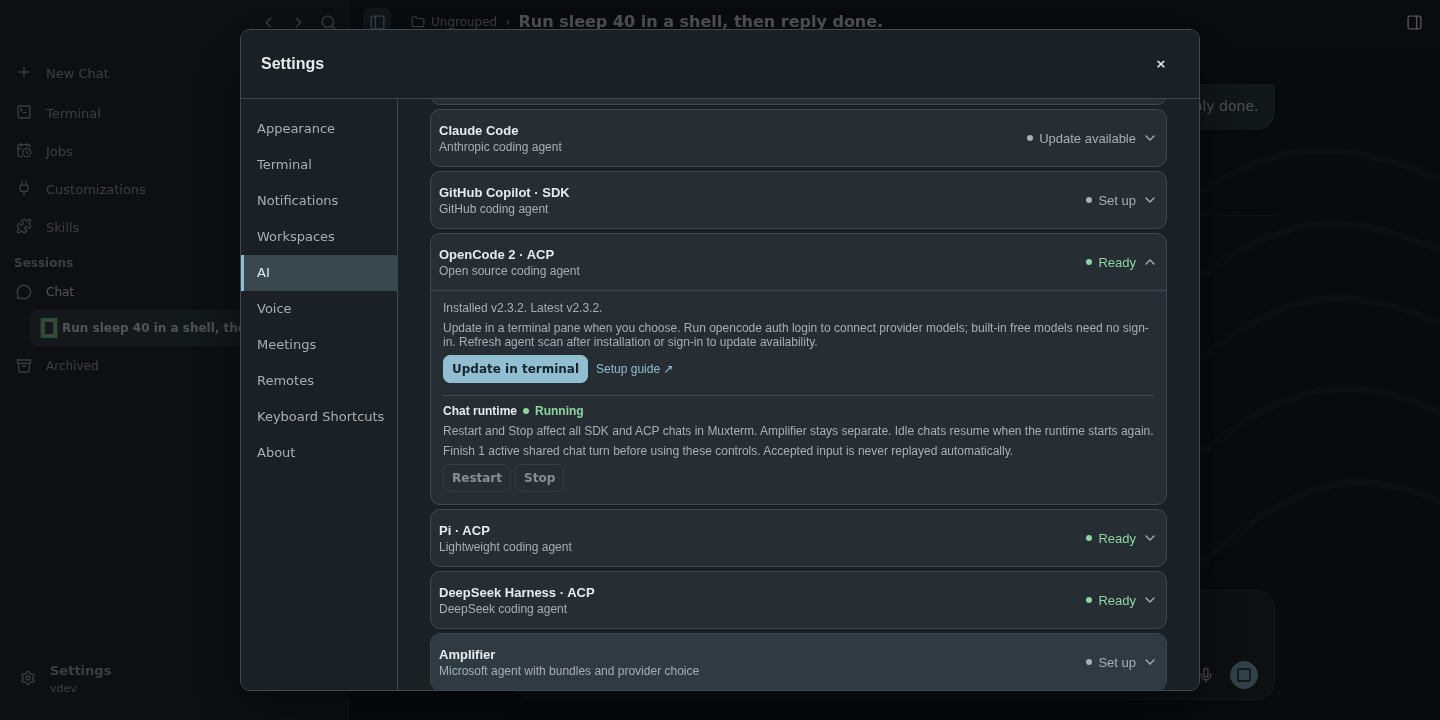 Ungrouped › Run sleep 40 in a shell, then reply done.
Settings
×
New Chat
Terminal
Jobs
Customizations
Skills
Sessions
Chat
Run sleep 40 in a shell, the
Archived
Settings
vdev
ply done.
Appearance
Terminal
Notifications
Workspaces
AI
Voice
Meetings
Remotes
Keyboard Shortcuts
About
Claude Code
Anthropic coding agent
Update available
GitHub Copilot · SDK
GitHub coding agent
Set up
OpenCode 2 · ACP
Open source coding agent
Ready
Installed v2.3.2. Latest v2.3.2.
Update in a terminal pane when you choose. Run opencode auth login to connect provider models; built-in free models need no sign-
in. Refresh agent scan after installation or sign-in to update availability.
Update in terminal
Setup guide ↗
Chat runtime
Running
Restart and Stop affect all SDK and ACP chats in Muxterm. Amplifier stays separate. Idle chats resume when the runtime starts again.
Finish 1 active shared chat turn before using these controls. Accepted input is never replayed automatically.
Restart
Stop
Pi · ACP
Lightweight coding agent
Ready
DeepSeek Harness · ACP
DeepSeek coding agent
Ready
Amplifier
Microsoft agent with bundles and provider choice
Set up